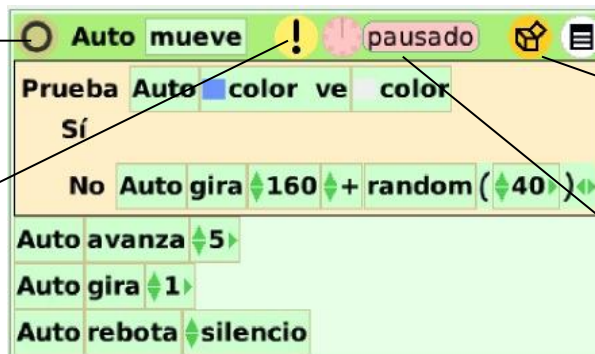 Auto mueve ! pausado
Prueba Auto color ve color
Sí
No Auto gira 160 + random ( 40 )
Auto avanza 5
Auto gira 1
Auto rebota silencio